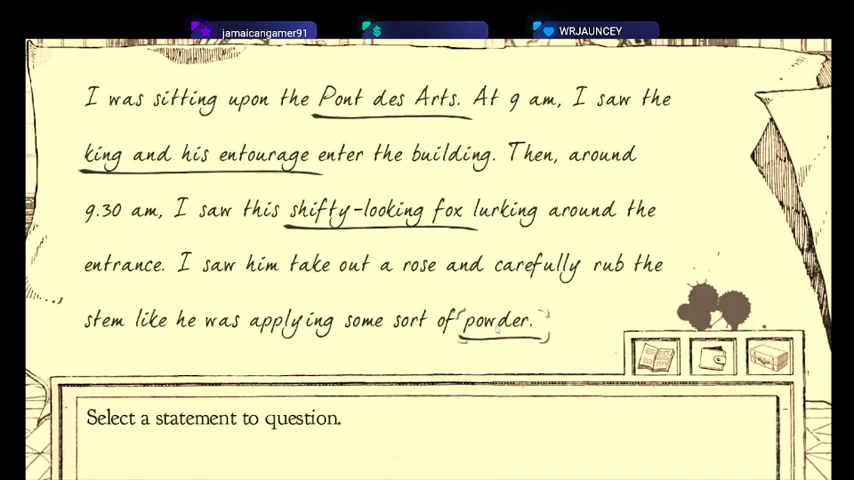 jamaicangamer91
$
WRJAUNCEY
I was sitting upon the Pont des Arts. At 9 am, I saw the
king and his entourage enter the building. Then, around
9.30 am, I saw this shifty-looking fox lurking around the
entrance. I saw him take out a rose and carefully rub the
stem like he was applying some sort of powder.
Select a statement to question.